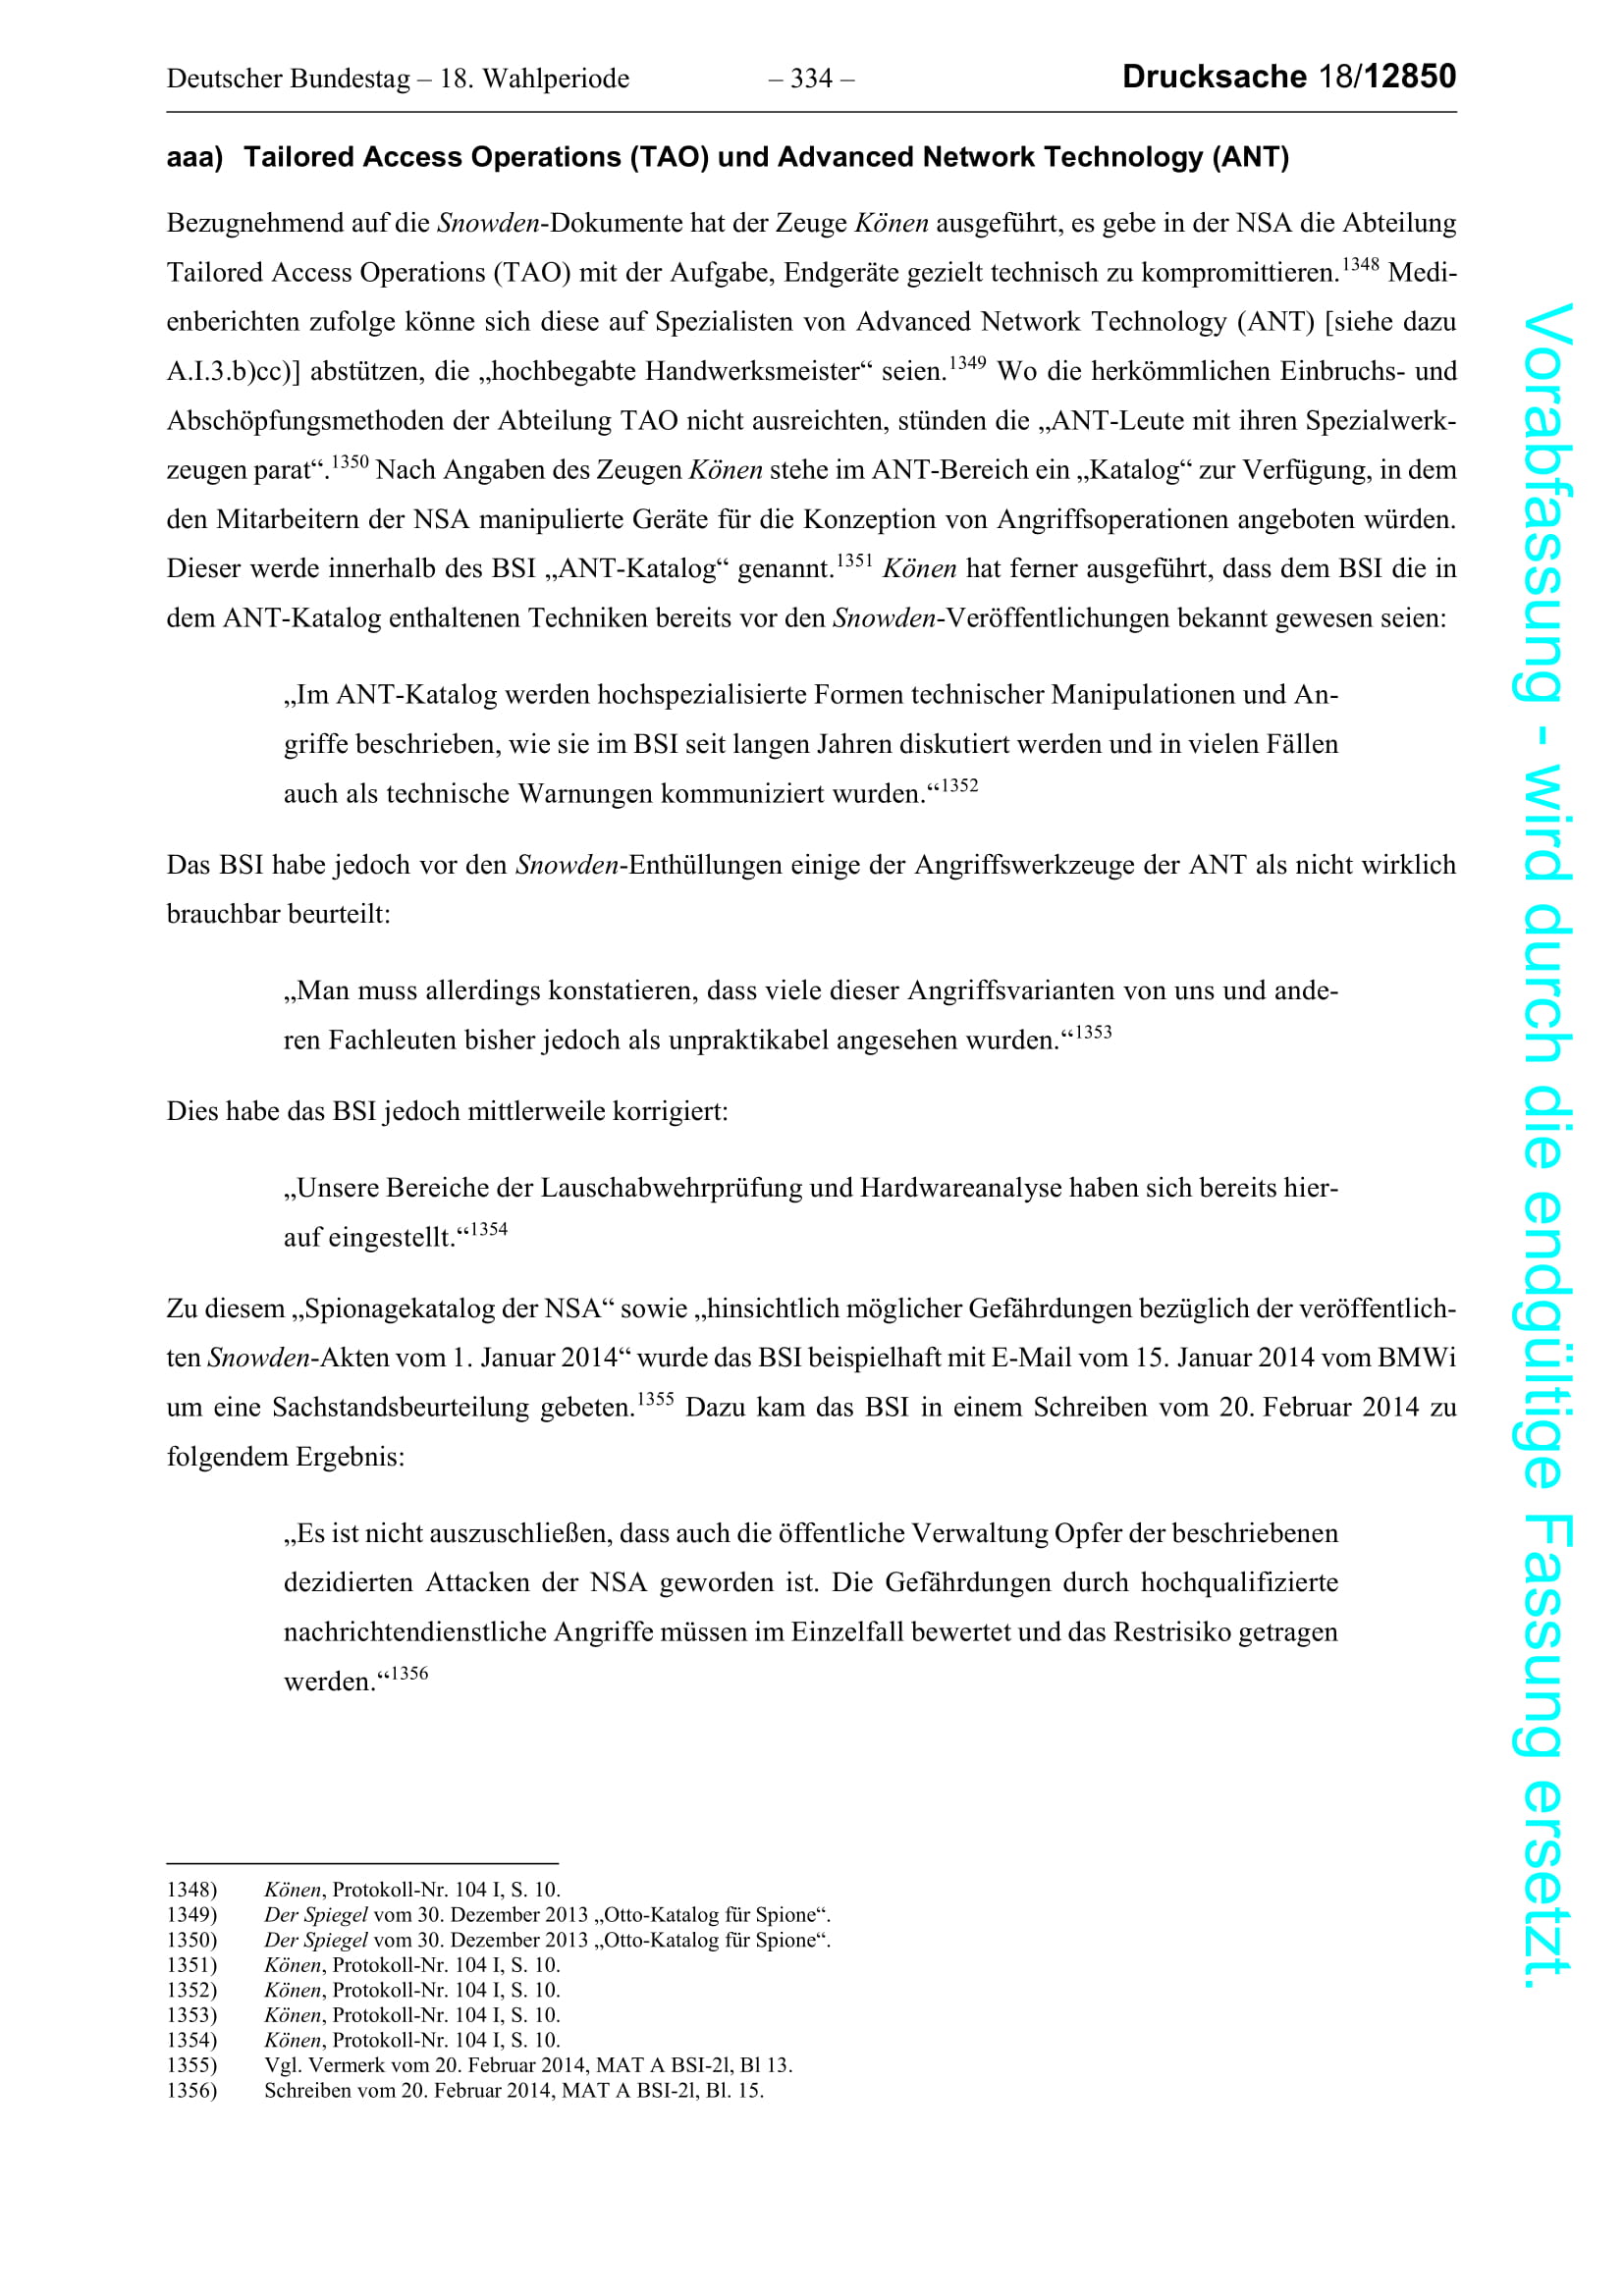 Deutscher Bundestag – 18. Wahlperiode – 334 – Drucksache 18/12850
aaa) Tailored Access Operations (TAO) und Advanced Network Technology (ANT)
Bezugnehmend auf die Snowden-Dokumente hat der Zeuge Könen ausgeführt, es gebe in der NSA die Abteilung
Tailored Access Operations (TAO) mit der Aufgabe, Endgeräte gezielt technisch zu kompromittieren.1348 Medi-
enberichten zufolge könne sich diese auf Spezialisten von Advanced Network Technology (ANT) [siehe dazu
A.I.3.b)cc)] abstützen, die „hochbegabte Handwerksmeister“ seien.1349 Wo die herkömmlichen Einbruchs- und
Abschöpfungsmethoden der Abteilung TAO nicht ausreichten, stünden die „ANT-Leute mit ihren Spezialwerk-
zeugen parat“.1350 Nach Angaben des Zeugen Könen stehe im ANT-Bereich ein „Katalog“ zur Verfügung, in dem
den Mitarbeitern der NSA manipulierte Geräte für die Konzeption von Angriffsoperationen angeboten würden.
Dieser werde innerhalb des BSI „ANT-Katalog“ genannt.1351 Könen hat ferner ausgeführt, dass dem BSI die in
dem ANT-Katalog enthaltenen Techniken bereits vor den Snowden-Veröffentlichungen bekannt gewesen seien:
„Im ANT-Katalog werden hochspezialisierte Formen technischer Manipulationen und An-
griffe beschrieben, wie sie im BSI seit langen Jahren diskutiert werden und in vielen Fällen
auch als technische Warnungen kommuniziert wurden.“1352
Das BSI habe jedoch vor den Snowden-Enthüllungen einige der Angriffswerkzeuge der ANT als nicht wirklich
brauchbar beurteilt:
„Man muss allerdings konstatieren, dass viele dieser Angriffsvarianten von uns und ande-
ren Fachleuten bisher jedoch als unpraktikabel angesehen wurden.“1353
Dies habe das BSI jedoch mittlerweile korrigiert:
„Unsere Bereiche der Lauschabwehrprüfung und Hardwareanalyse haben sich bereits hier-
auf eingestellt.“1354
Zu diesem „Spionagekatalog der NSA“ sowie „hinsichtlich möglicher Gefährdungen bezüglich der veröffentlich-
ten Snowden-Akten vom 1. Januar 2014“ wurde das BSI beispielhaft mit E-Mail vom 15. Januar 2014 vom BMWi
um eine Sachstandsbeurteilung gebeten.1355 Dazu kam das BSI in einem Schreiben vom 20. Februar 2014 zu
folgendem Ergebnis:
„Es ist nicht auszuschließen, dass auch die öffentliche Verwaltung Opfer der beschriebenen
dezidierten Attacken der NSA geworden ist. Die Gefährdungen durch hochqualifizierte
nachrichtendienstliche Angriffe müssen im Einzelfall bewertet und das Restrisiko getragen
werden.“1356
1348) Könen, Protokoll-Nr. 104 I, S. 10.
1349) Der Spiegel vom 30. Dezember 2013 „Otto-Katalog für Spione“.
1350) Der Spiegel vom 30. Dezember 2013 „Otto-Katalog für Spione“.
1351) Könen, Protokoll-Nr. 104 I, S. 10.
1352) Könen, Protokoll-Nr. 104 I, S. 10.
1353) Könen, Protokoll-Nr. 104 I, S. 10.
1354) Könen, Protokoll-Nr. 104 I, S. 10.
1355) Vgl. Vermerk vom 20. Februar 2014, MAT A BSI-2l, Bl 13.
1356) Schreiben vom 20. Februar 2014, MAT A BSI-2l, Bl. 15.
Vorabfassung - wird durch die endgültige Fassung ersetzt.